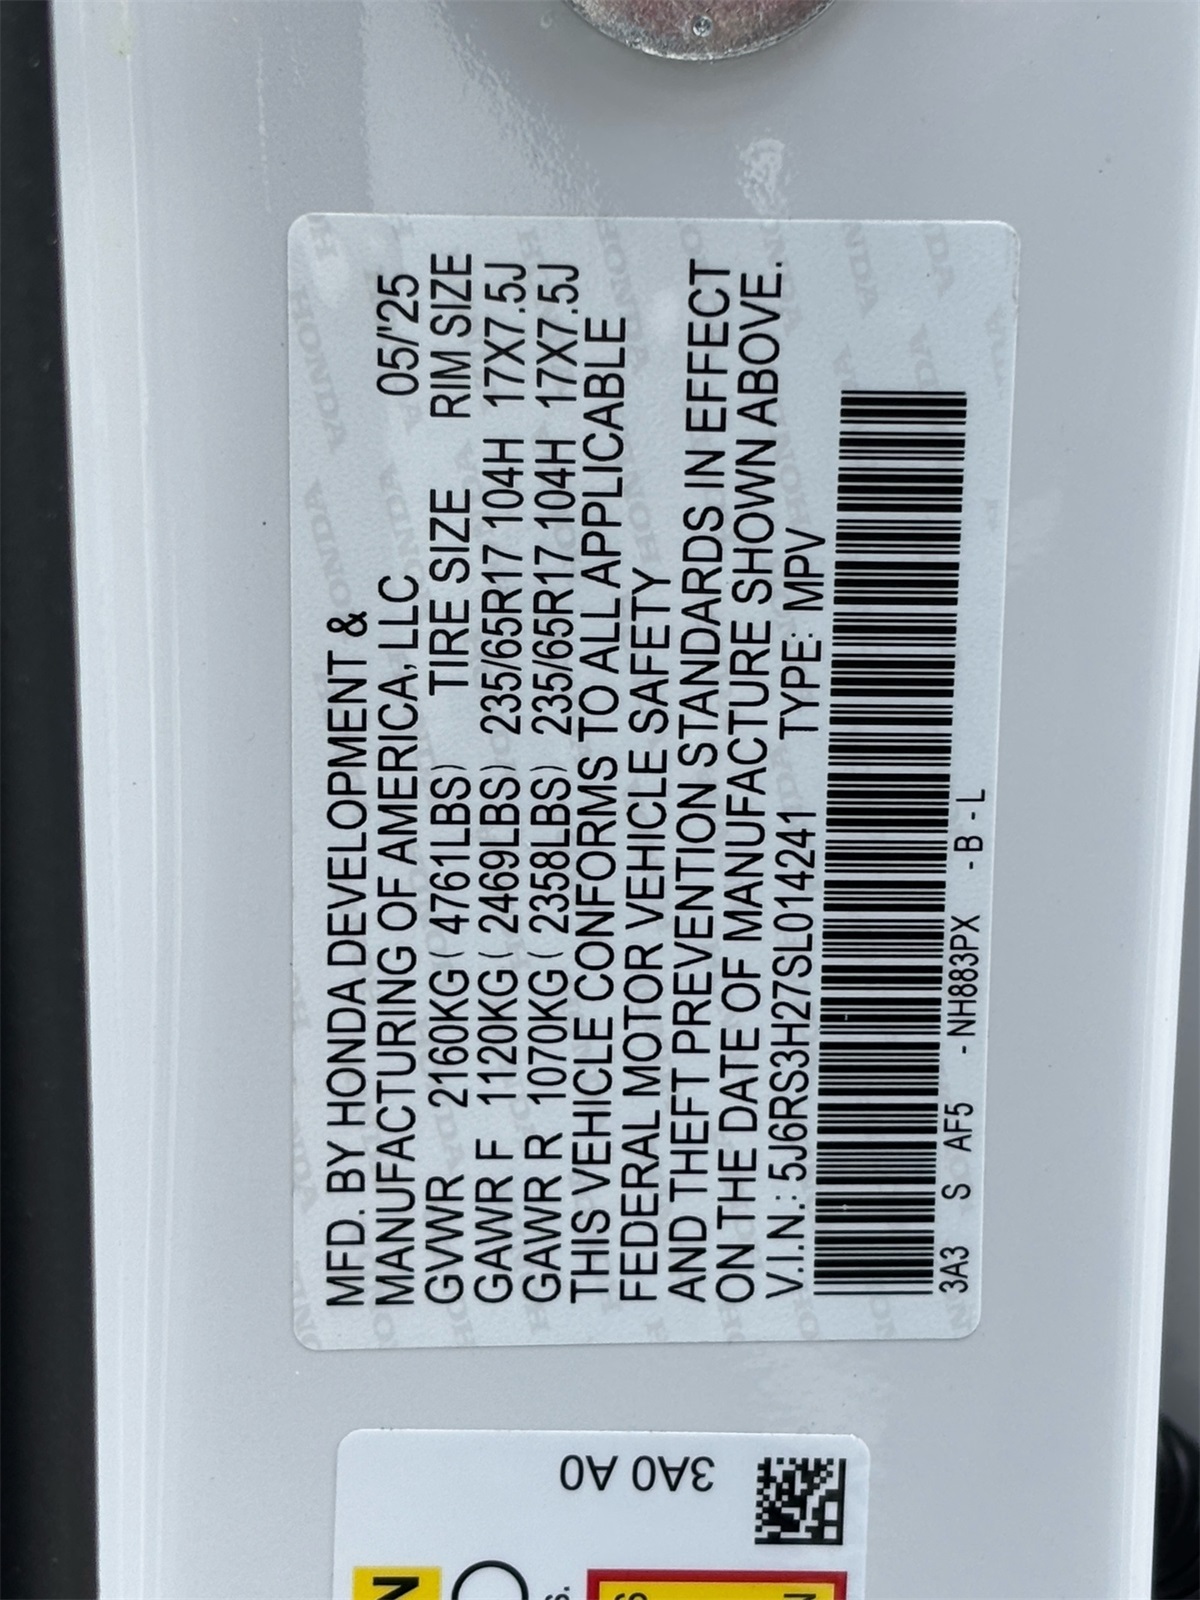 MFD. BY HONDA DEVELOPMENT &
MANUFACTURING OF AMERICA, LLC 05/'25
GVWR 2160KG ( 4761LBS) TIRE SIZE RIM SIZE
GAWR F 1120KG ( 2469LBS) 235/65R17 104H 17X7.5J
GAWR R 1070KG ( 2358LBS) 235/65R17 104H 17X7.5J
THIS VEHICLE CONFORMS TO ALL APPLICABLE
FEDERAL MOTOR VEHICLE SAFETY
AND THEFT PREVENTION STANDARDS IN EFFECT
ON THE DATE OF MANUFACTURE SHOWN ABOVE.
V.I.N.: 5J6RS3H27SL014241 TYPE: MPV
3A3 S AF5 - NH883PX - B - L
3A0 A0